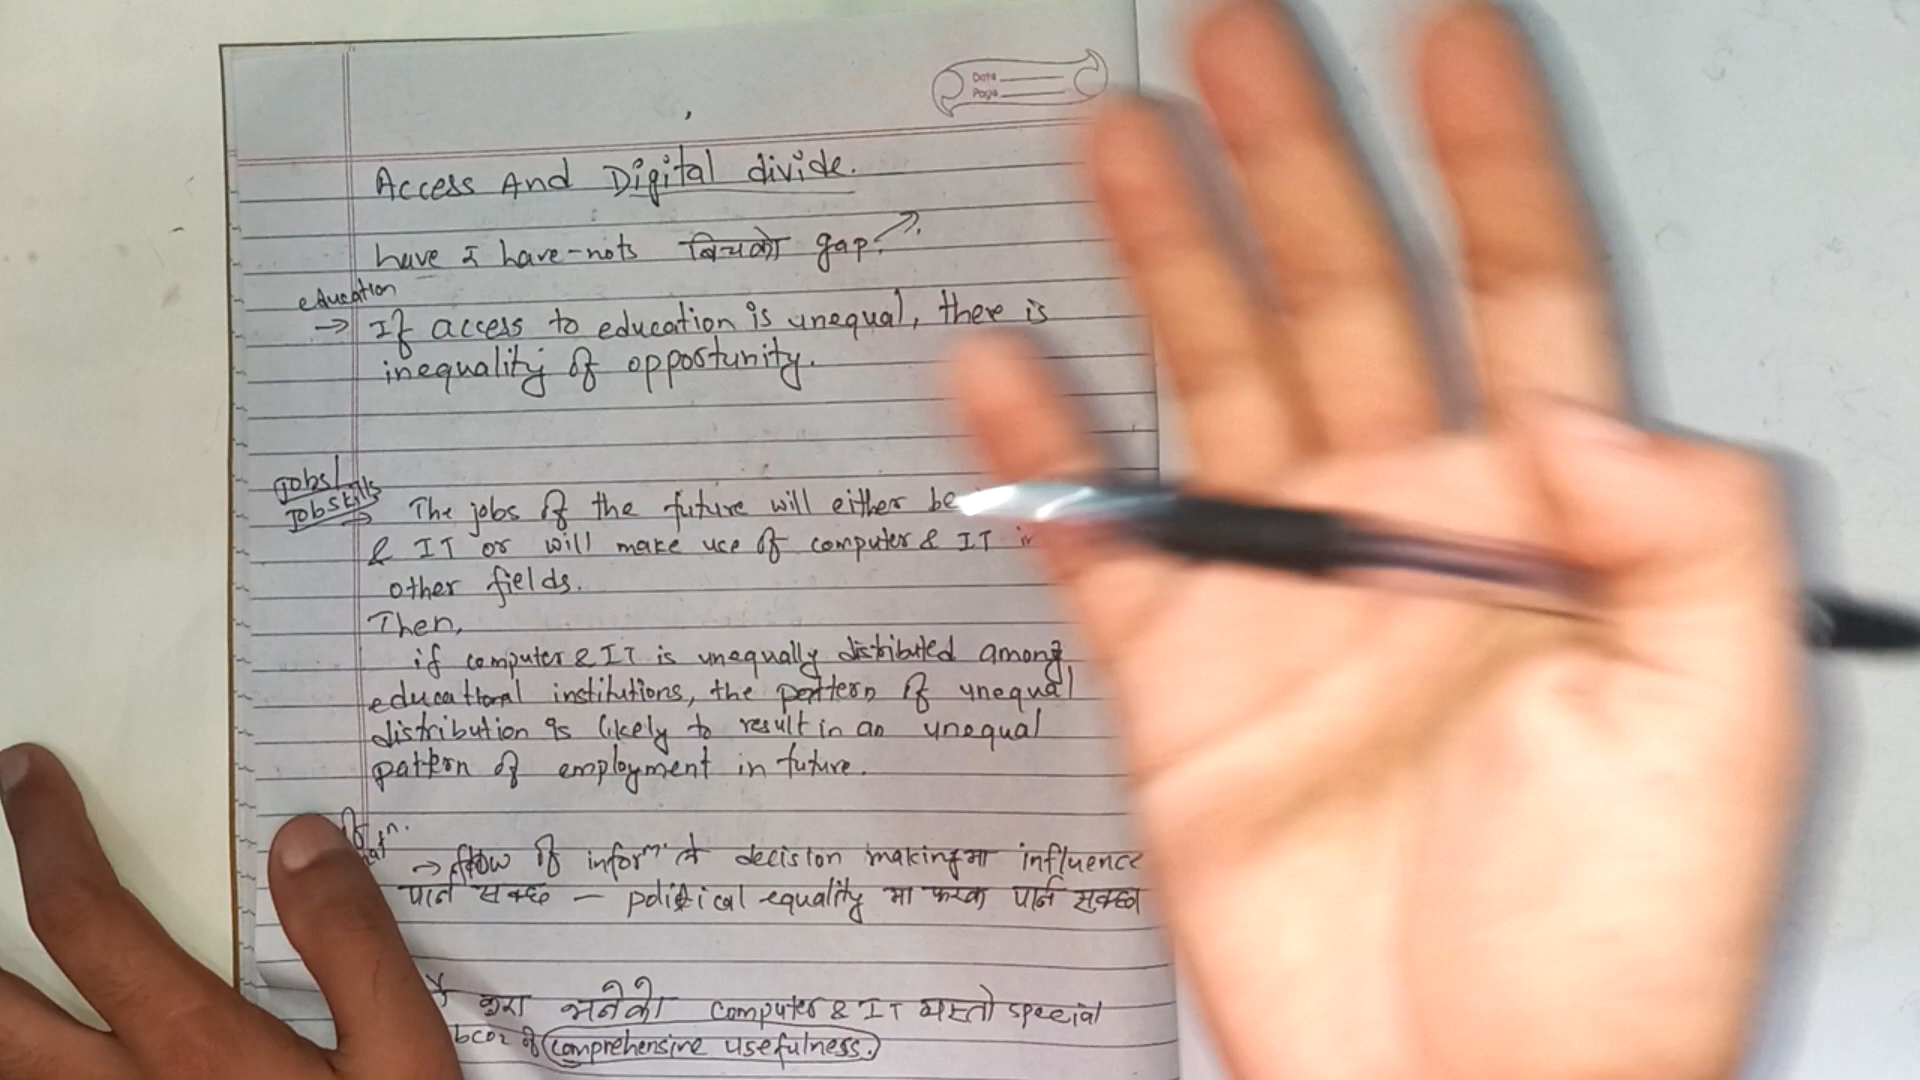 Date
Page
Access And Digital divide.
have र have-nots बिचको gap?
education
→ If access to education is unequal, there is
inequality of opportunity.
Jobs/
Job skills
→ The jobs of the future will either be
& IT or will make use of computer & IT
other fields.
Then,
if computer & IT is unequally distributed among
educational institutions, the pattern of unequal
distribution is likely to result in an unequal
pattern of employment in future.
→ flow of inforⁿ ले decision makingमा influence
पार्न सक्छ – political equality मा फरक पार्न सक्छ
कुरा भनेको computer & IT यस्तो special
bcoz of comprehensive usefulness.